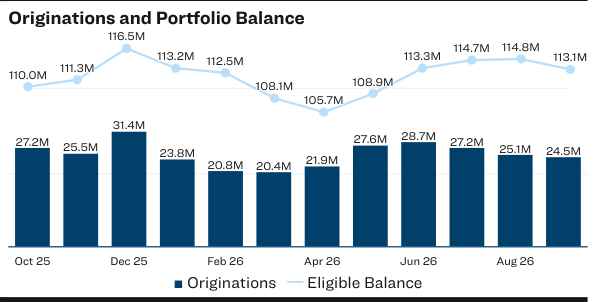 Originations and Portfolio Balance
110.0M 111.3M 116.5M 113.2M 112.5M 108.1M 105.7M 108.9M 113.3M 114.7M 114.8M 113.1M
27.2M 25.5M 31.4M 23.8M 20.8M 20.4M 21.9M 27.6M 28.7M 27.2M 25.1M 24.5M
Oct 25 Dec 25 Feb 26 Apr 26 Jun 26 Aug 26
Originations Eligible Balance